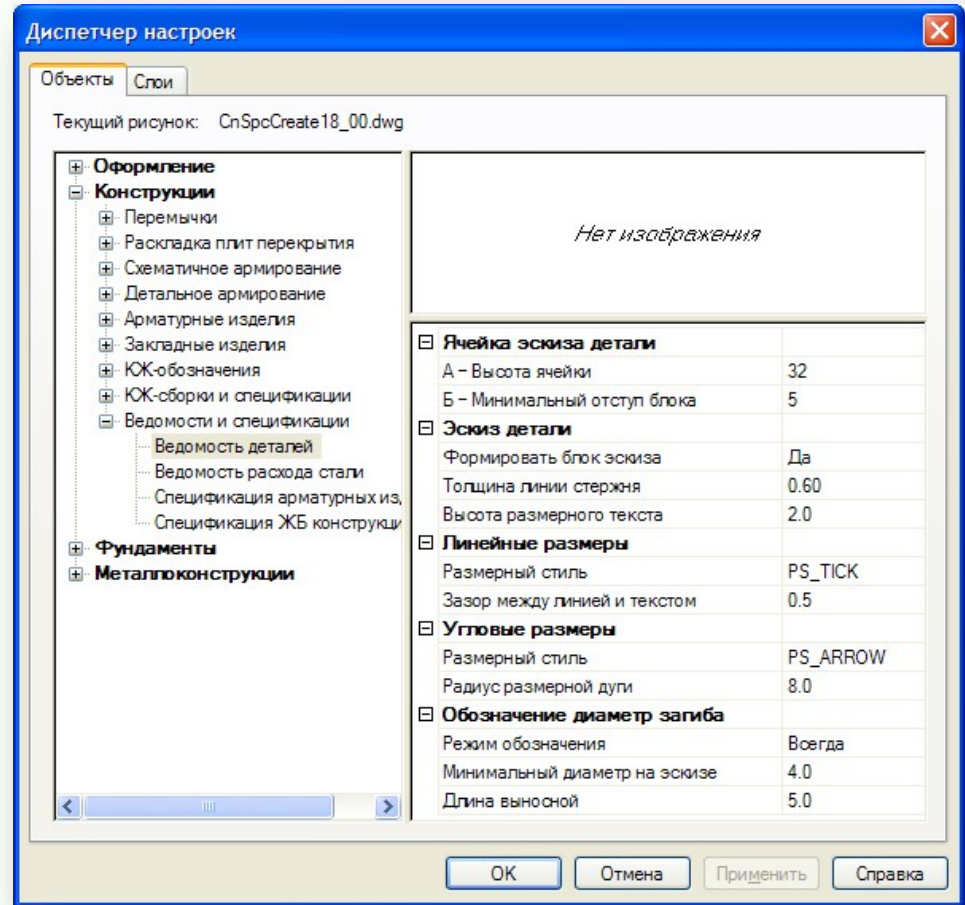 Диспетчер настроек
Объекты
Слои
Текущий рисунок: CnSpcCreate18_00.dwg
Оформление
Конструкции
Перемычки
Раскладка плит перекрытия
Схематичное армирование
Детальное армирование
Арматурные изделия
Закладные изделия
КЖ-обозначения
КЖ-сборки и спецификации
Ведомости и спецификации
Ведомость деталей
Ведомость расхода стали
Спецификация арматурных из
Спецификация ЖБ конструкци
Фундаменты
Металлоконструкции
Нет изображения
Ячейка эскиза детали
А - Высота ячейки 32
Б - Минимальный отступ блока 5
Эскиз детали
Формировать блок эскиза Да
Толщина линии стержня 0.60
Высота размерного текста 2.0
Линейные размеры
Размерный стиль PS_TICK
Зазор между линией и текстом 0.5
Угловые размеры
Размерный стиль PS_ARROW
Радиус размерной дуги 8.0
Обозначение диаметр загиба
Режим обозначения Всегда
Минимальный диаметр на эскизе 4.0
Длина выносной 5.0
OK Отмена Применить Справка